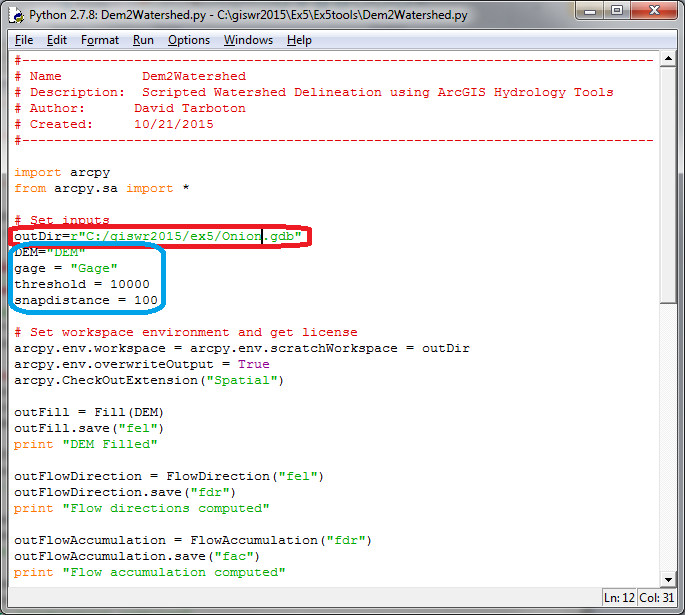 Python 2.7.8: Dem2Watershed.py - C:\giswr2015\Ex5\Ex5tools\Dem2Watershed.py
File Edit Format Run Options Windows Help
#-------------------------------------------------------------------------------
# Name          Dem2Watershed
# Description:  Scripted Watershed Delineation using ArcGIS Hydrology Tools
# Author:      David Tarboton
# Created:     10/21/2015
#-------------------------------------------------------------------------------
import arcpy
from arcpy.sa import *
# Set inputs
outDir=r"C:/giswr2015/ex5/Onion.gdb"
DEM="DEM"
gage = "Gage"
threshold = 10000
snapdistance = 100
# Set workspace environment and get license
arcpy.env.workspace = arcpy.env.scratchWorkspace = outDir
arcpy.env.overwriteOutput = True
arcpy.CheckOutExtension("Spatial")
outFill = Fill(DEM)
outFill.save("fel")
print "DEM Filled"
outFlowDirection = FlowDirection("fel")
outFlowDirection.save("fdr")
print "Flow directions computed"
outFlowAccumulation = FlowAccumulation("fdr")
outFlowAccumulation.save("fac")
print "Flow accumulation computed"
Ln: 12 Col: 31